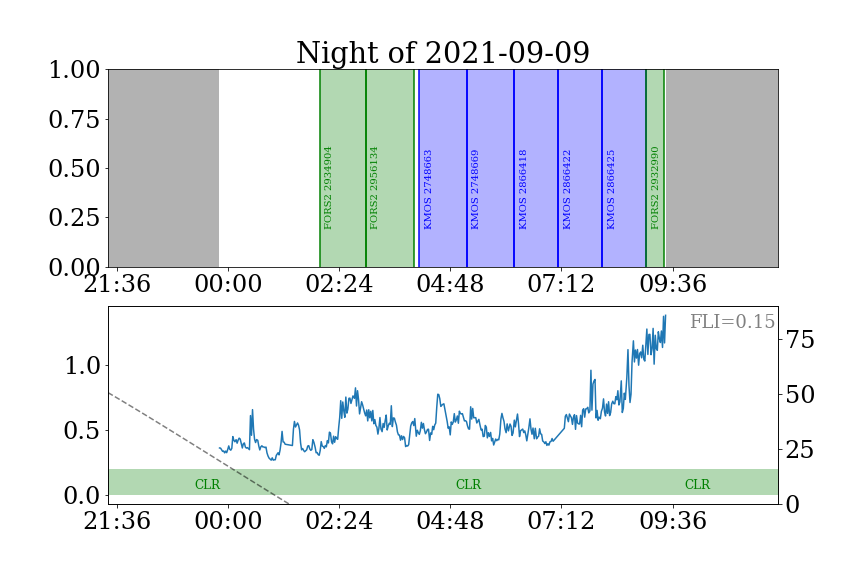 Night of 2021-09-09
1.00
0.75
0.50
0.25
0.00
FORS2 2934904
FORS2 2956134
KMOS 2748663
KMOS 2748669
KMOS 2866418
KMOS 2866422
KMOS 2866425
FORS2 2932990
21:36 00:00 02:24 04:48 07:12 09:36
FLI=0.15
1.0
0.5
0.0
75
50
25
0
CLR CLR CLR
21:36 00:00 02:24 04:48 07:12 09:36